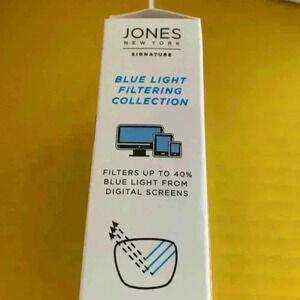 JONES
NEW YORK
SIGNATURE
BLUE LIGHT
FILTERING
COLLECTION
FILTERS UP TO 40%
BLUE LIGHT FROM
DIGITAL SCREENS